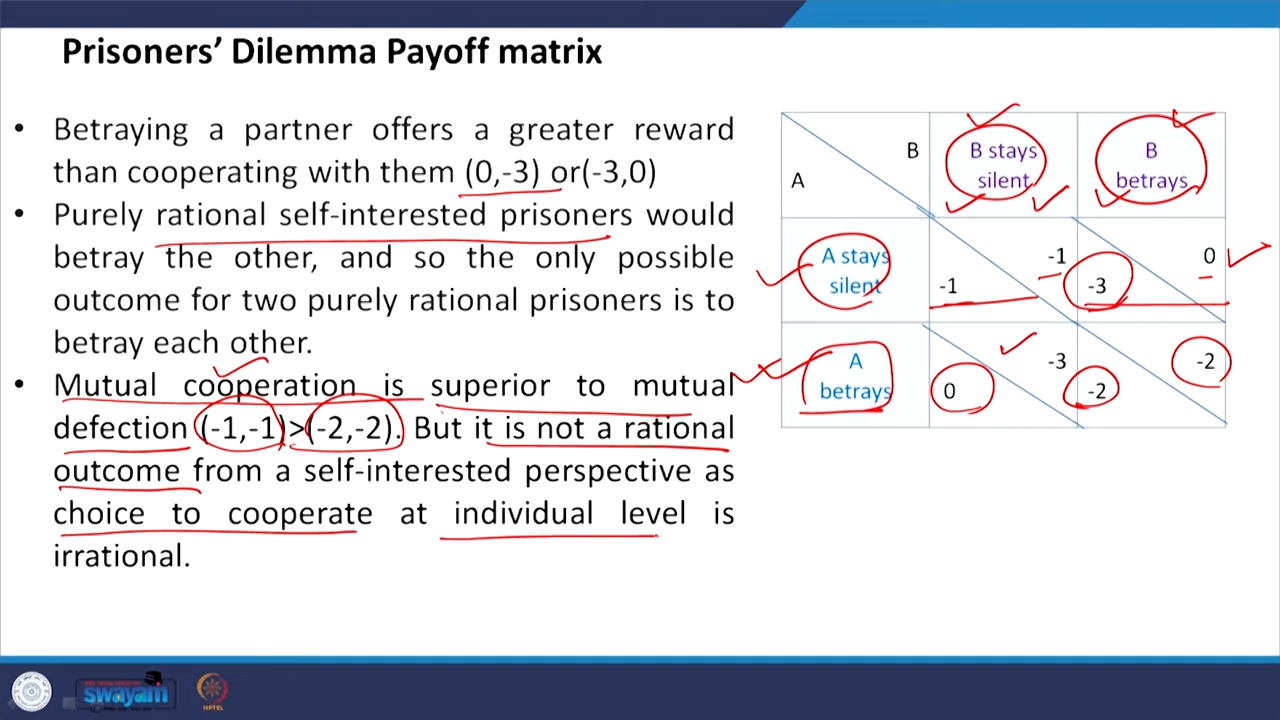 Prisoners' Dilemma Payoff matrix
• Betraying a partner offers a greater reward
than cooperating with them (0,-3) or(-3,0)
• Purely rational self-interested prisoners would
betray the other, and so the only possible
outcome for two purely rational prisoners is to
betray each other.
• Mutual cooperation is superior to mutual
defection (-1,-1)>(-2,-2). But it is not a rational
outcome from a self-interested perspective as
choice to cooperate at individual level is
irrational.
B
A
B stays
silent
B
betrays
A stays
silent
-1
-1
0
-3
A
betrays
-3
0
-2
-2
swayam
NPTEL